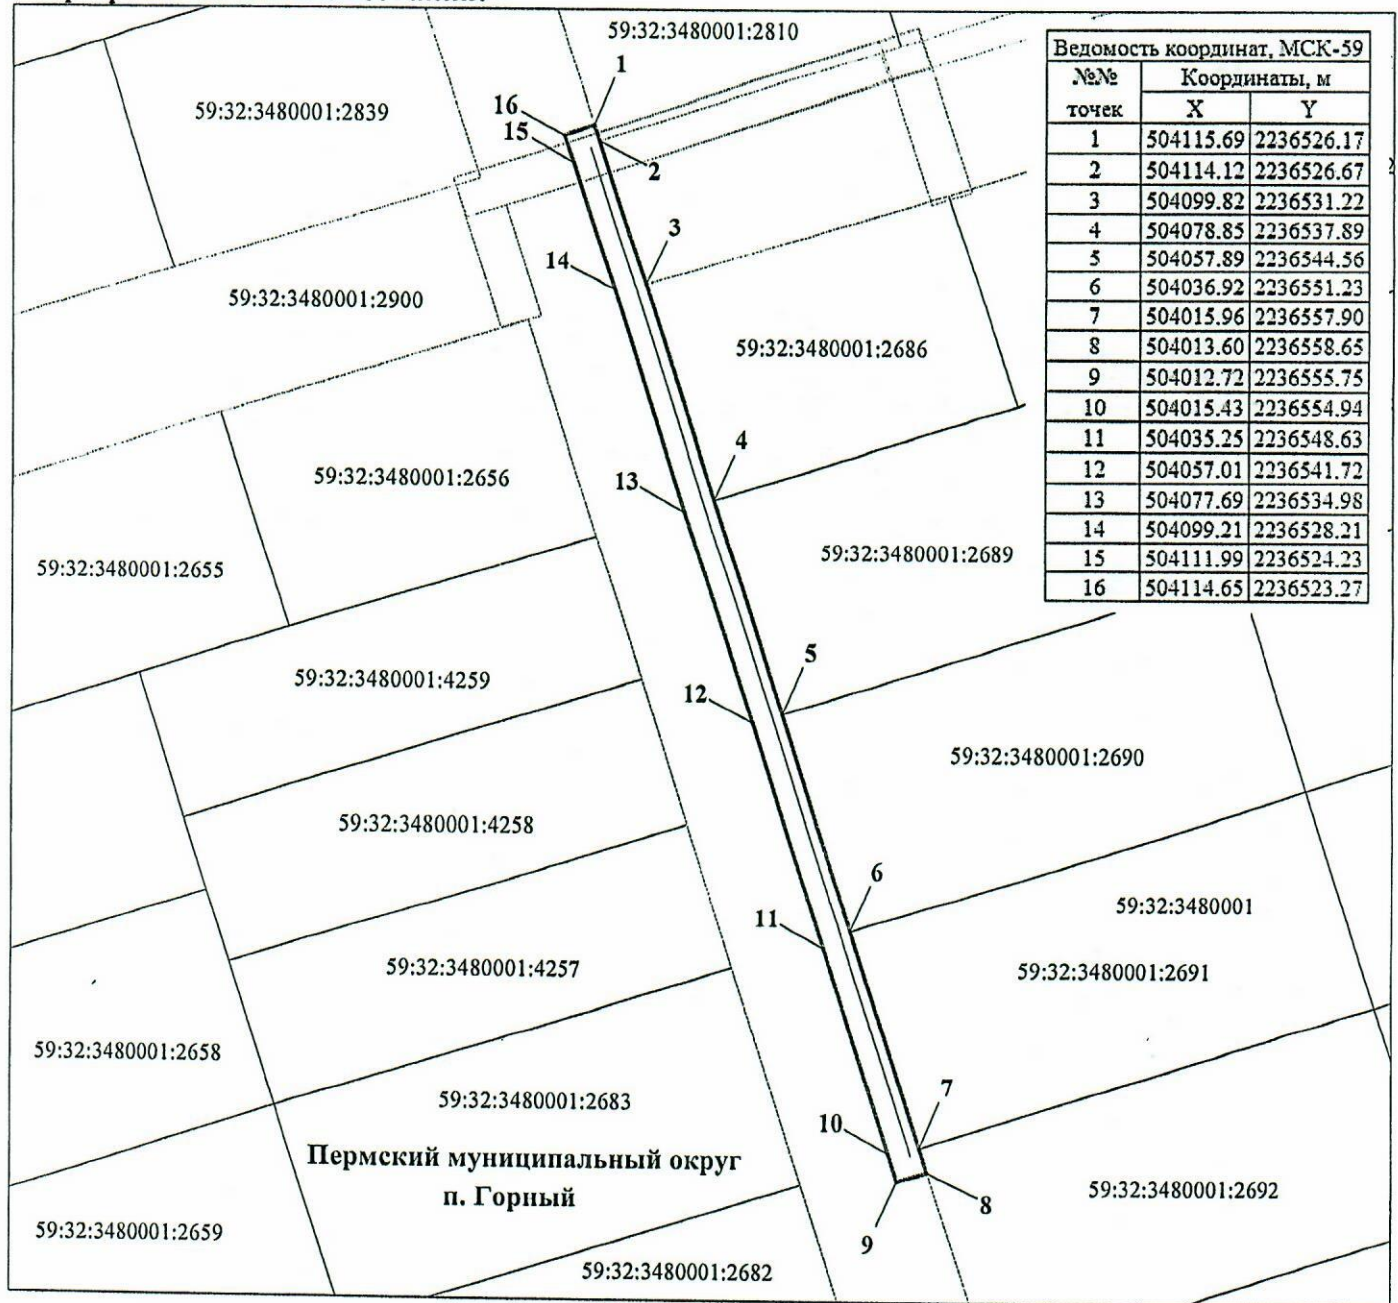 59:32:3480001:2810
Ведомость координат, МСК-59
№№ точек Координаты, м
X Y
1 504115.69 2236526.17
2 504114.12 2236526.67
3 504099.82 2236531.22
4 504078.85 2236537.89
5 504057.89 2236544.56
6 504036.92 2236551.23
7 504015.96 2236557.90
8 504013.60 2236558.65
9 504012.72 2236555.75
10 504015.43 2236554.94
11 504035.25 2236548.63
12 504057.01 2236541.72
13 504077.69 2236534.98
14 504099.21 2236528.21
15 504111.99 2236524.23
16 504114.65 2236523.27
1
16
59:32:3480001:2839
15
2
3
14
59:32:3480001:2900
59:32:3480001:2686
4
59:32:3480001:2656
13
59:32:3480001:2689
59:32:3480001:2655
5
59:32:3480001:4259
12
59:32:3480001:2690
59:32:3480001:4258
6
59:32:3480001
11
59:32:3480001:4257
59:32:3480001:2691
59:32:3480001:2658
7
59:32:3480001:2683
10
Пермский муниципальный округ
п. Горный
59:32:3480001:2692
8
59:32:3480001:2659
9
59:32:3480001:2682